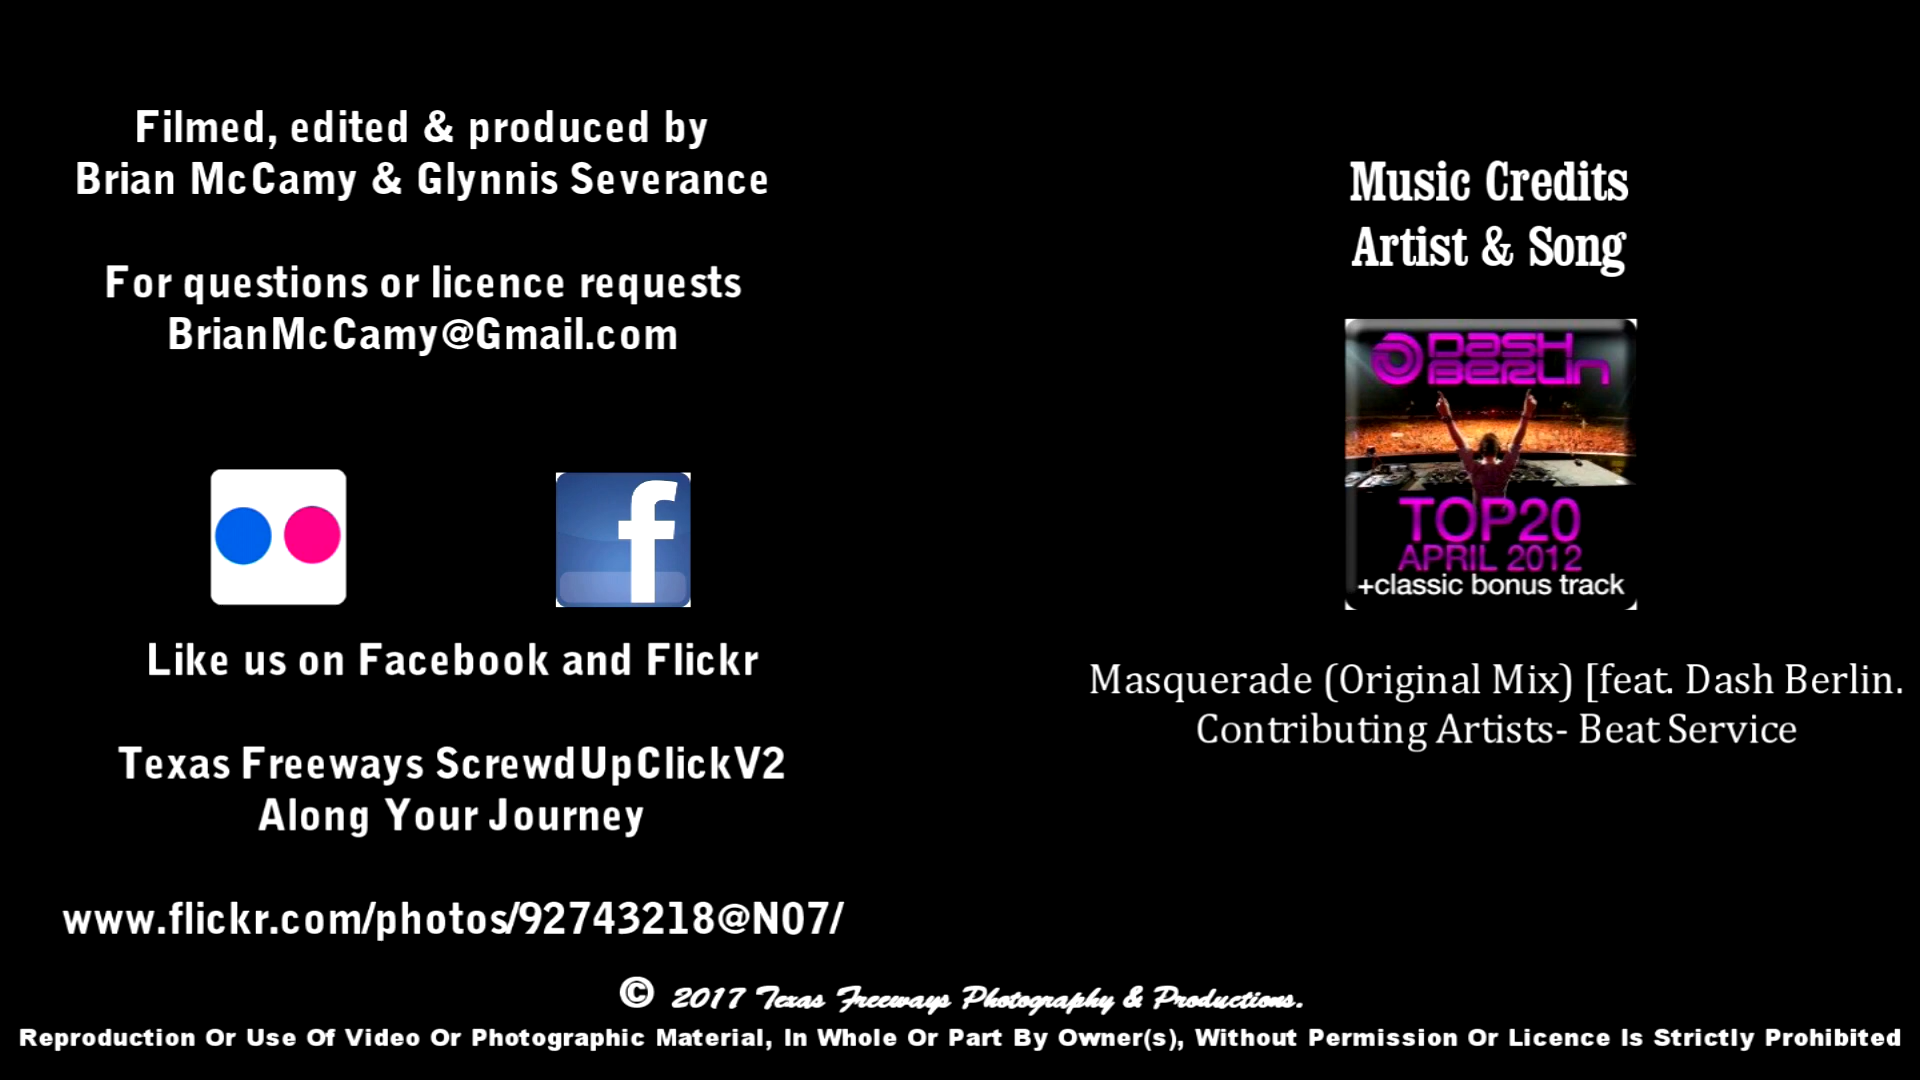 Filmed, edited & produced by
Brian McCamy & Glynnis Severance
For questions or licence requests
BrianMcCamy@Gmail.com
f
Like us on Facebook and Flickr
Texas Freeways ScrewdUpClickV2
Along Your Journey
www.flickr.com/photos/92743218@N07/
Music Credits
Artist & Song
DASH
BERLIN
TOP20
APRIL 2012
+classic bonus track
Masquerade (Original Mix) [feat. Dash Berlin.
Contributing Artists- Beat Service
© 2017 Texas Freeways Photography & Productions.
Reproduction Or Use Of Video Or Photographic Material, In Whole Or Part By Owner(s), Without Permission Or Licence Is Strictly Prohibited